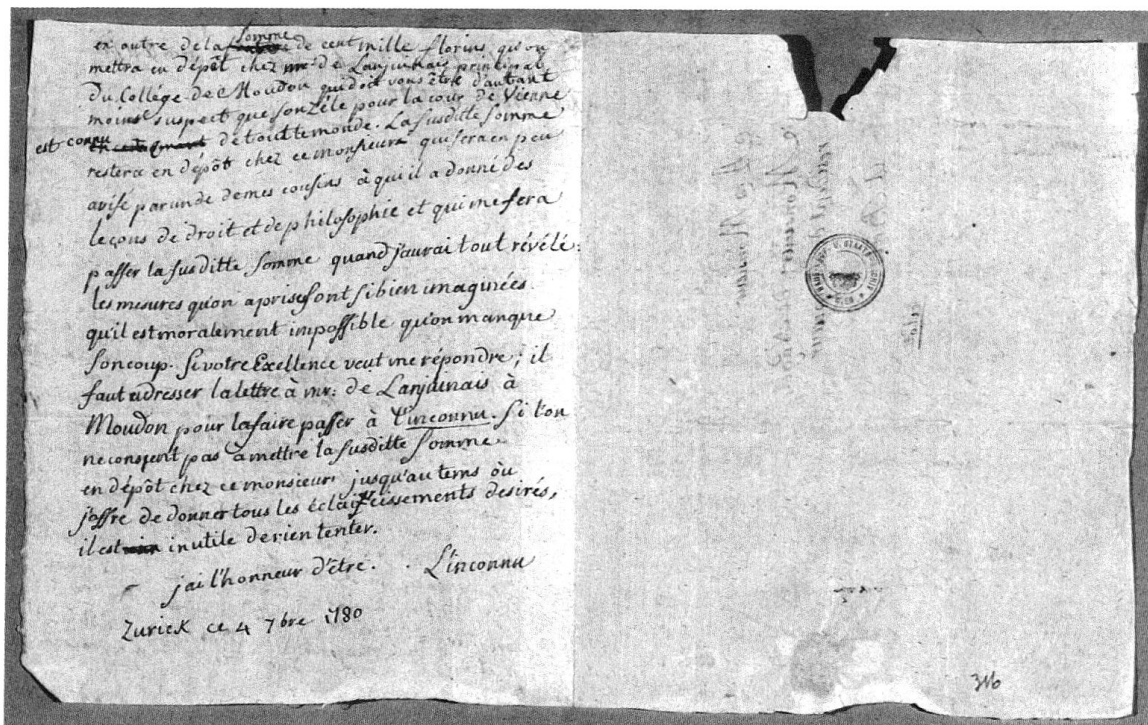 en outre de la somme de cent mille florins qu'on
mettra en dépôt chez mr de Lanjuinais principal
du Collège de Moudon qui doit vous être d'autant
moins suspect que son zèle pour la cour de Vienne
est connu de tout le monde. La susditte somme
restera en dépôt chez ce monsieur qui sera en peu
avisé par un de mes cousins à qui il a donné des
leçons de droit et de philosophie et qui me fera
passer la susditte somme quand j'aurai tout révélé:
les mesures qu'on a prises sont si bien imaginées
qu'il est moralement impossible qu'on manque
son coup. Si votre Excellence veut me répondre; il
faut adresser la lettre à mr. de Lanjuinais à
Moudon pour la faire passer à l'inconnu. Si l'on
ne consent pas à mettre la susditte somme
en dépôt chez ce monsieur jusqu'au tems où
j'offre de donner tous les éclaircissements desirés,
il est inutile de rien tenter.
j'ai l'honneur d'être. L'inconnu
Zurick ce 4 7bre 1780
316